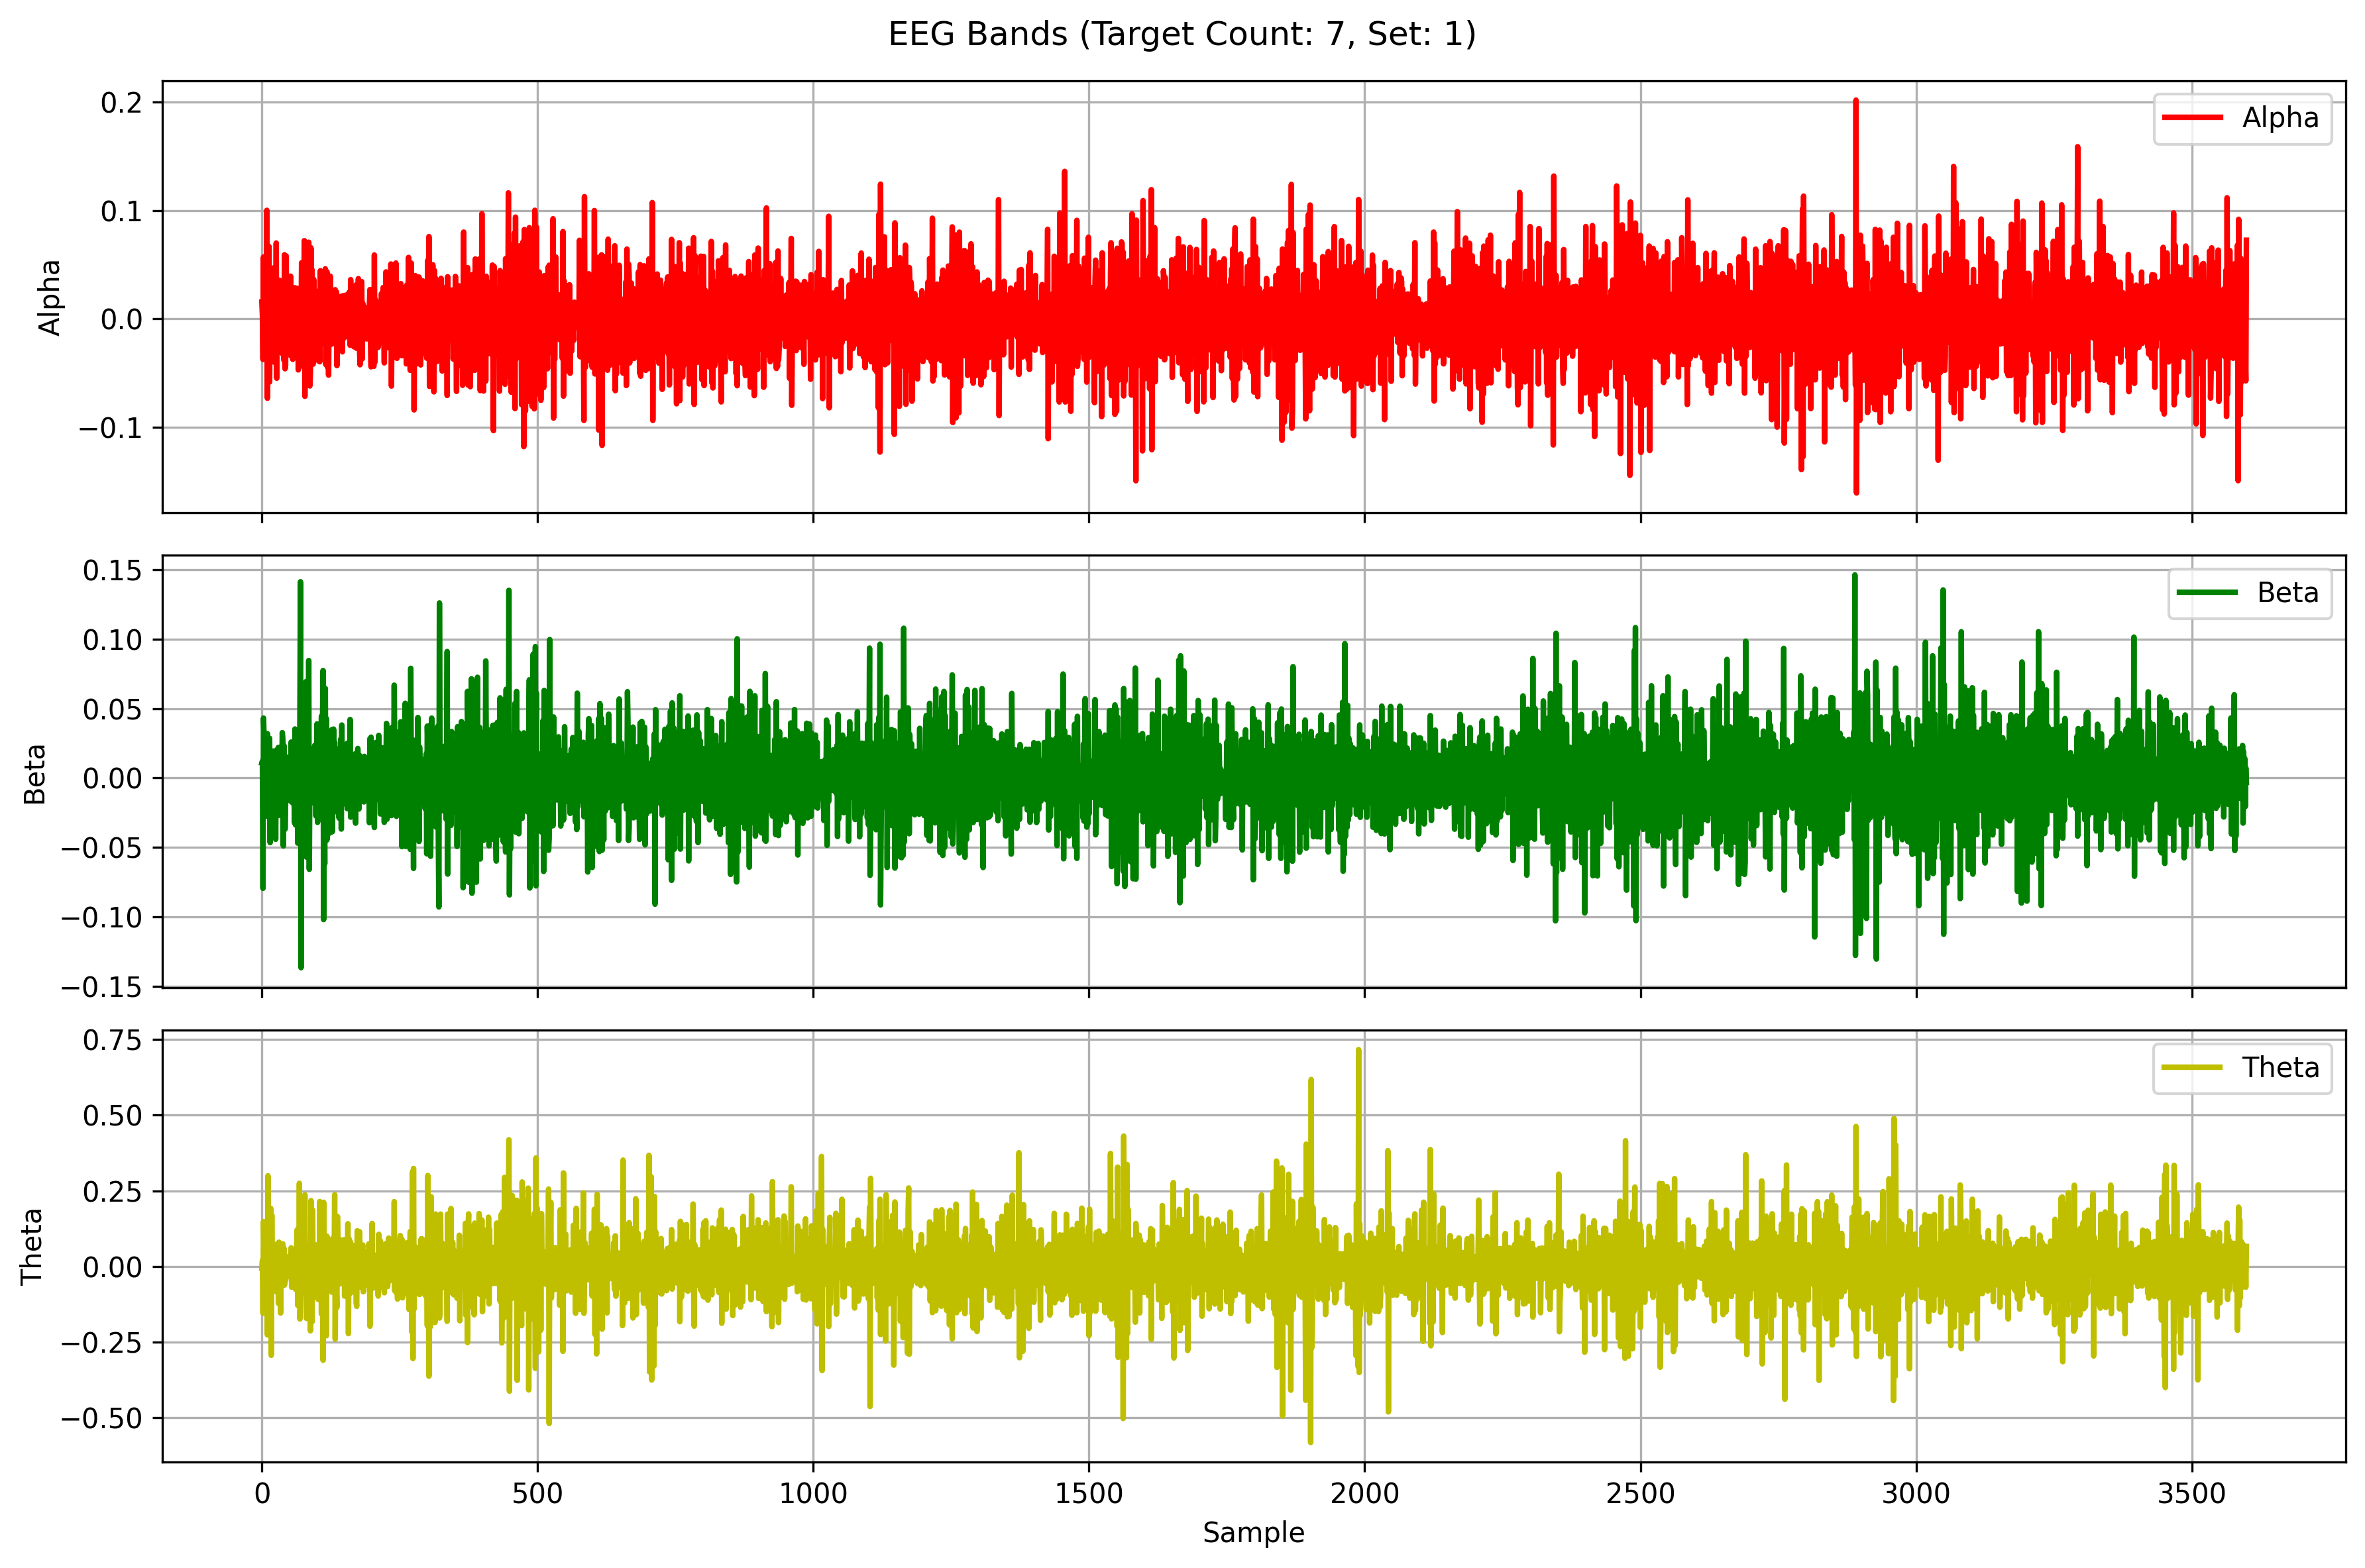 EEG Bands (Target Count: 7, Set: 1)
0.2
0.1
0.0
−0.1
Alpha
Alpha
0.15
0.10
0.05
0.00
−0.05
−0.10
−0.15
Beta
Beta
0.75
0.50
0.25
0.00
−0.25
−0.50
Theta
Theta
0 500 1000 1500 2000 2500 3000 3500
Sample